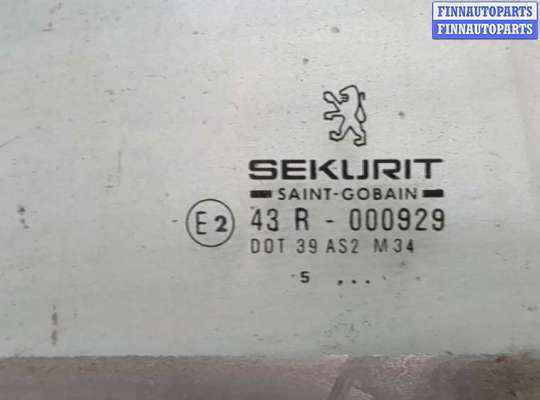 FINNAUTOPARTS
FINNAUTOPARTS
SEKURIT
SAINT-GOBAIN
E2 43 R - 000929
DOT 39 AS2 M34
5 ...